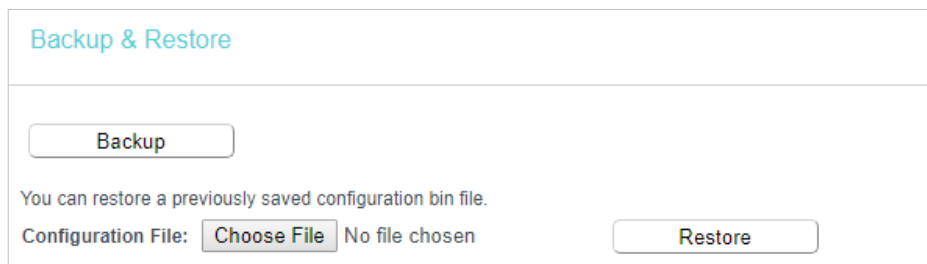 Backup & Restore
Backup
You can restore a previously saved configuration bin file.
Configuration File: Choose File No file chosen Restore